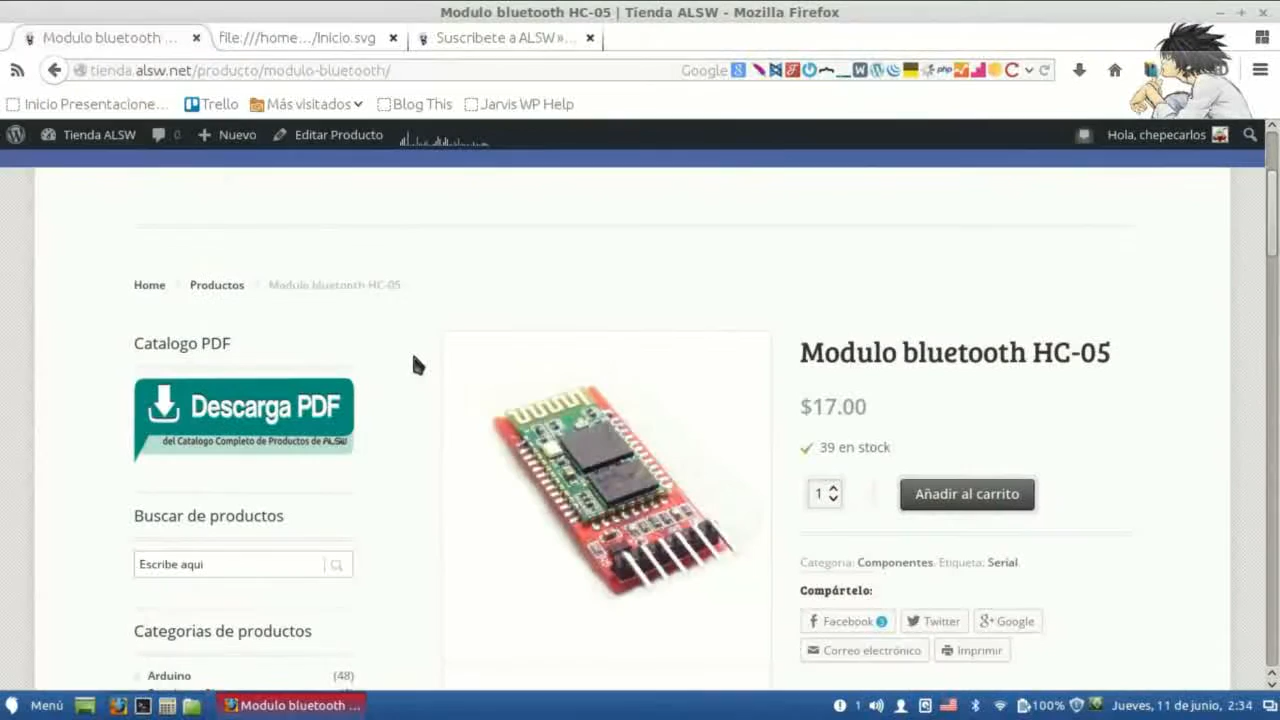 Modulo bluetooth HC-05 | Tienda ALSW - Mozilla Firefox
Modulo bluetooth ...
file:///home.../Inicio.svg
Suscribete a ALSW »...
tienda.alsw.net/producto/modulo-bluetooth/
Google
Inicio Presentacione...
Trello
Más visitados
Blog This
Jarvis WP Help
Tienda ALSW
0
Nuevo
Editar Producto
Hola, chepecarlos
Home
Productos
Modulo bluetooth HC-05
Catalogo PDF
Descarga PDF
del Catalogo Completo de Productos de ALSW
Buscar de productos
Escribe aqui
Categorias de productos
Arduino
(48)
Modulo bluetooth HC-05
$17.00
39 en stock
1
Añadir al carrito
Categoria: Componentes. Etiqueta: Serial.
Compártelo:
Facebook 3
Twitter
Google
Correo electrónico
Imprimir
Menú
Modulo bluetooth ...
1
100%
Jueves, 11 de junio, 2:34